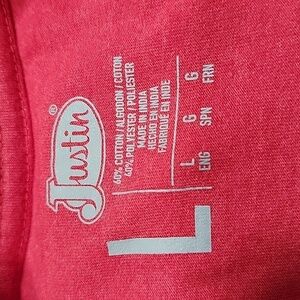 Justin®
60% COTTON / ALGODON / COTON
40% POLYESTER / POLIESTER
MADE IN INDIA
HECHO EN INDIA
FABRIQUÉ EN INDE
L G G
ENG SPN FRN
L